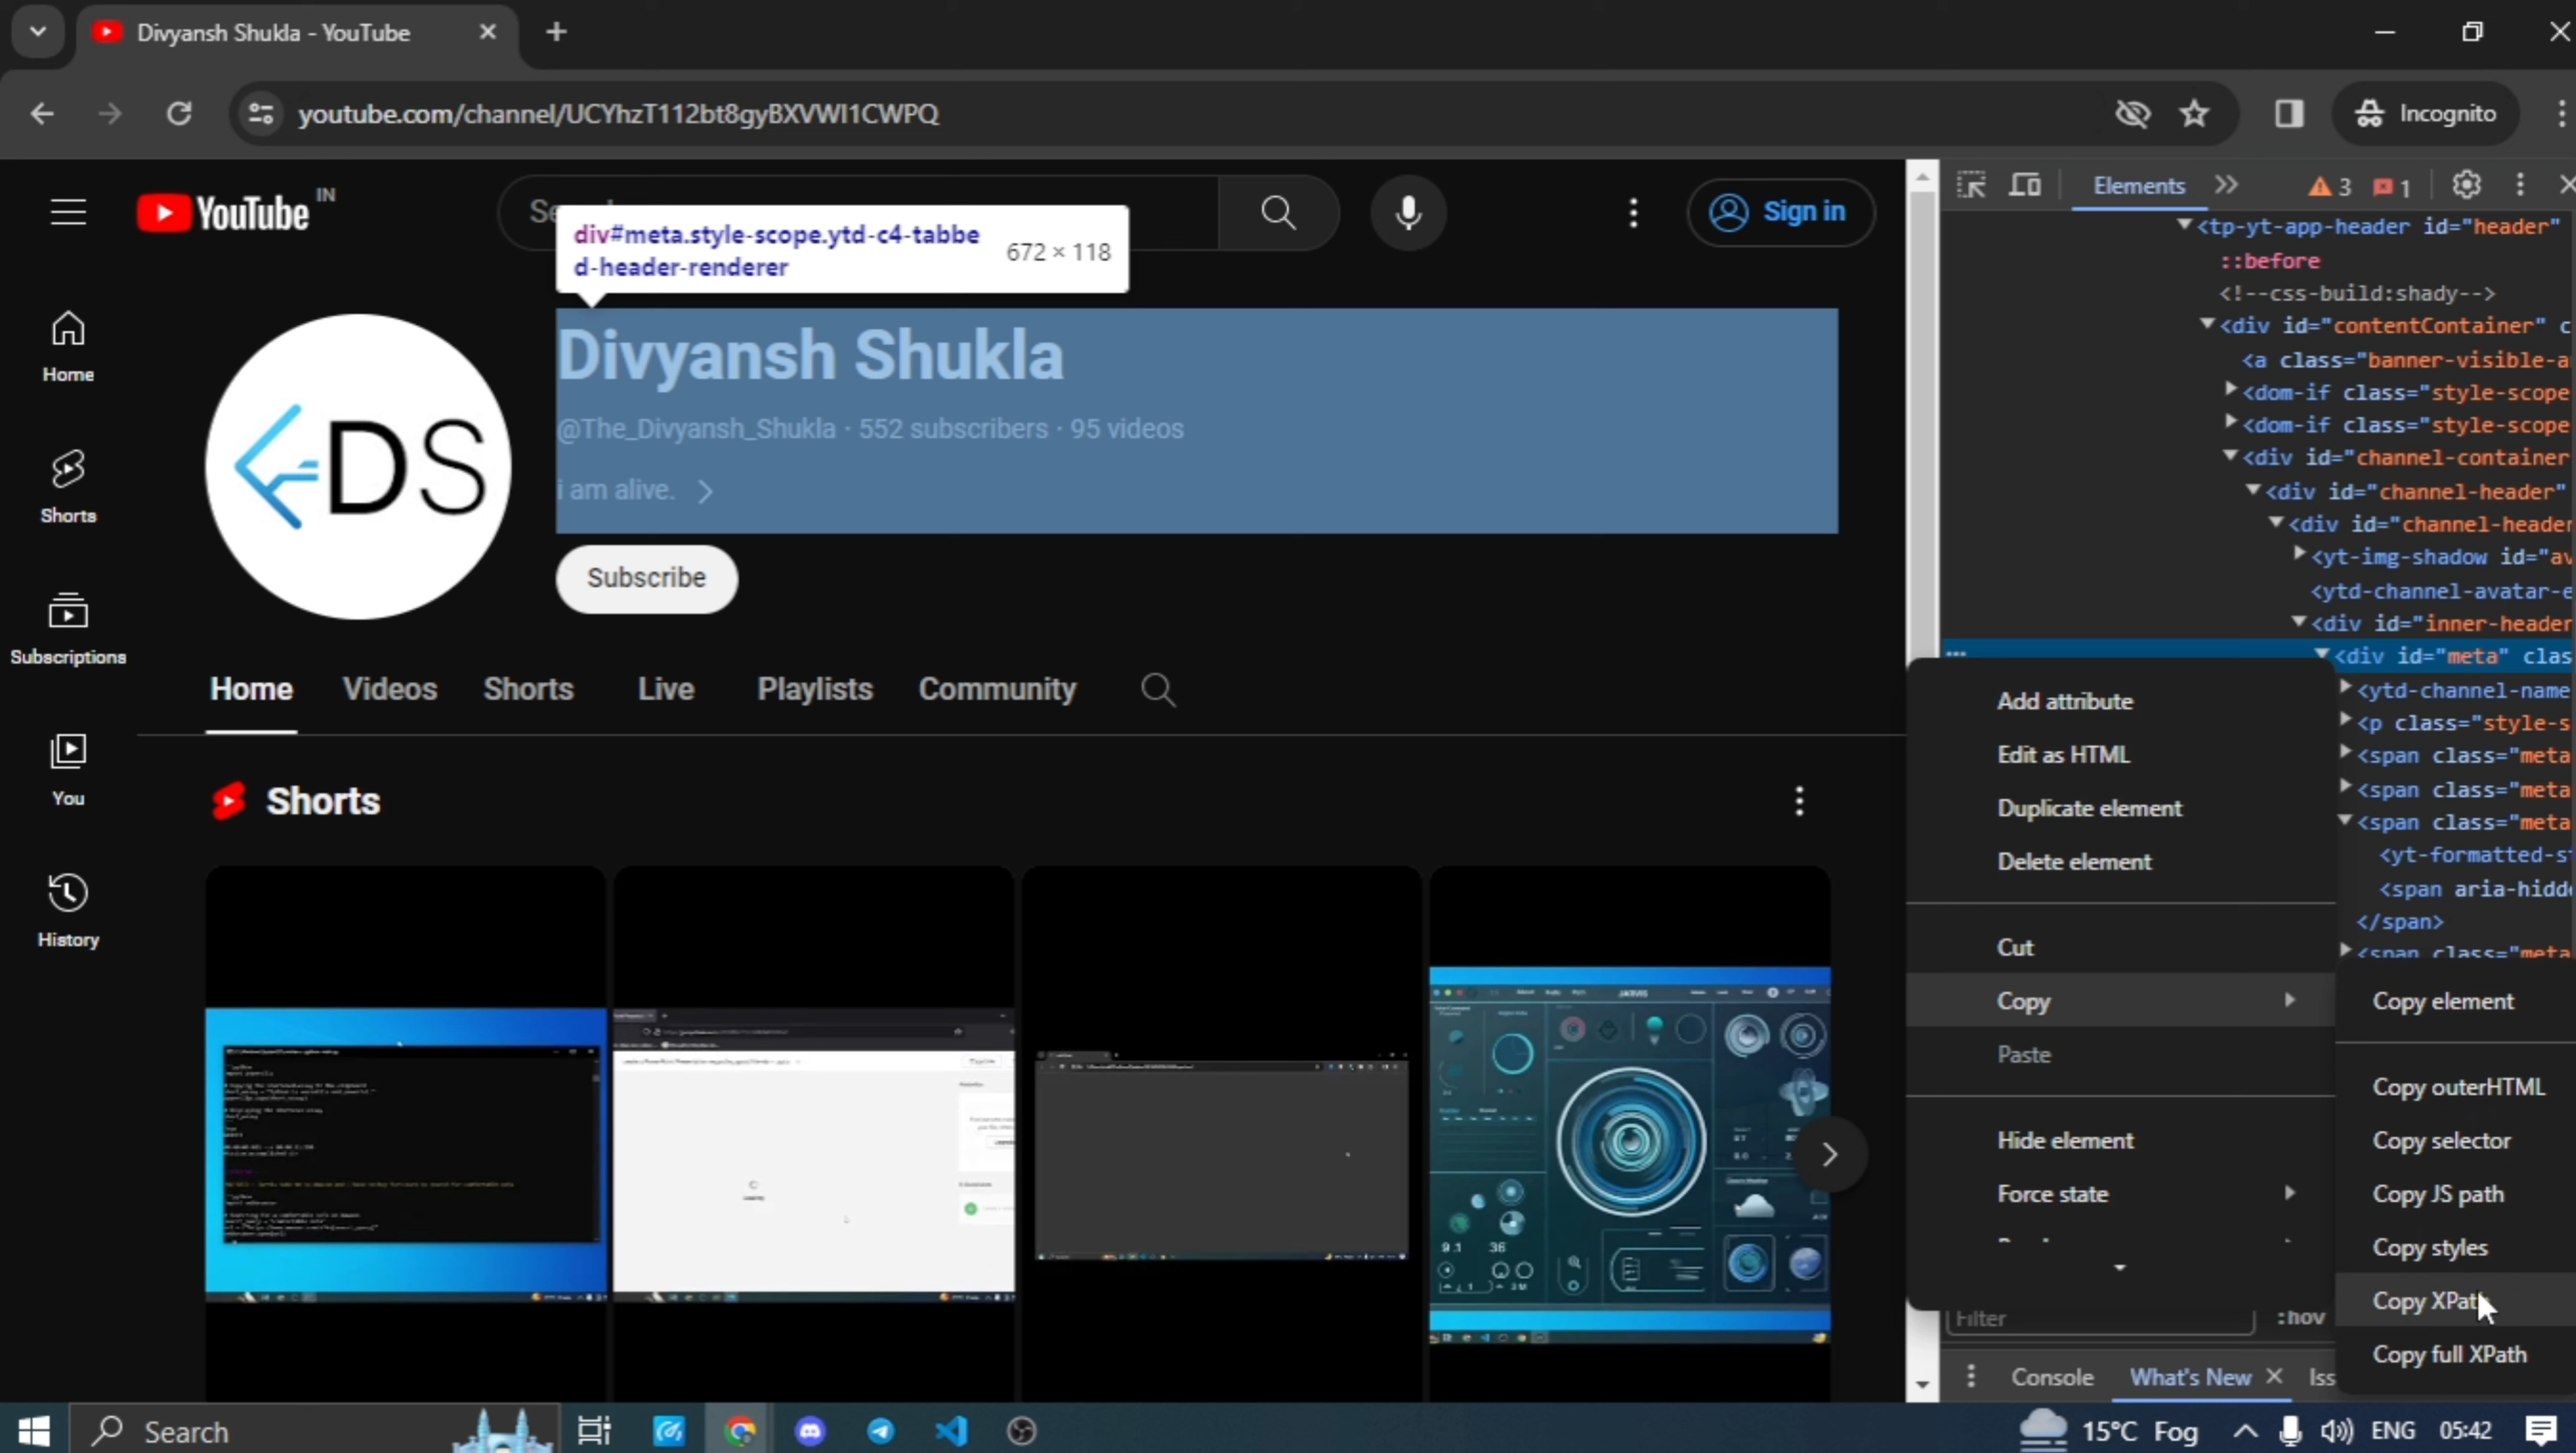 Divyansh Shukla - YouTube
youtube.com/channel/UCYhzT112bt8gyBXVWI1CWPQ
Incognito
YouTube IN
Sign in
div#meta.style-scope.ytd-c4-tabbe
d-header-renderer
672 × 118
Divyansh Shukla
@The_Divyansh_Shukla · 552 subscribers · 95 videos
i am alive.
Subscribe
DS
Home
Shorts
Subscriptions
You
History
Home
Videos
Shorts
Live
Playlists
Community
Shorts
JARVIS
Elements
3
1
<tp-yt-app-header id="header"
::before
<!--css-build:shady-->
<div id="contentContainer" c
<a class="banner-visible-a
<dom-if class="style-scope
<dom-if class="style-scope
<div id="channel-container
<div id="channel-header"
<div id="channel-header
<yt-img-shadow id="av
<ytd-channel-avatar-e
<div id="inner-header
<div id="meta" clas
<ytd-channel-name
<p class="style-s
<span class="meta
<span class="meta
<span class="meta
<yt-formatted-s
<span aria-hidd
</span>
<span class="meta
Add attribute
Edit as HTML
Duplicate element
Delete element
Cut
Copy
Paste
Hide element
Force state
Copy element
Copy outerHTML
Copy selector
Copy JS path
Copy styles
Copy XPath
Copy full XPath
Filter
:hov
Console
What's New
Iss
Search
15°C Fog
ENG
05:42